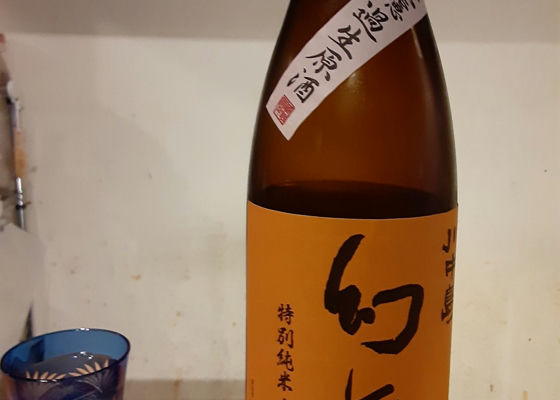 濾過生原酒
川中島
幻
特別純米